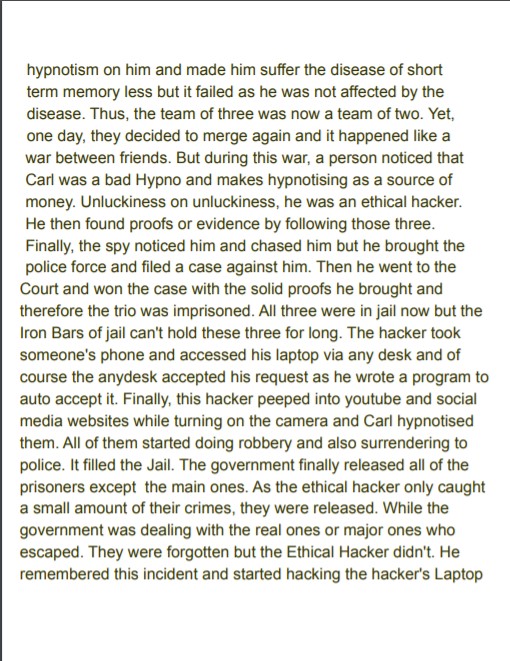 hypnotism on him and made him suffer the disease of short
term memory less but it failed as he was not affected by the
disease. Thus, the team of three was now a team of two. Yet,
one day, they decided to merge again and it happened like a
war between friends. But during this war, a person noticed that
Carl was a bad Hypno and makes hypnotising as a source of
money. Unluckiness on unluckiness, he was an ethical hacker.
He then found proofs or evidence by following those three.
Finally, the spy noticed him and chased him but he brought the
police force and filed a case against him. Then he went to the
Court and won the case with the solid proofs he brought and
therefore the trio was imprisoned. All three were in jail now but the
Iron Bars of jail can't hold these three for long. The hacker took
someone's phone and accessed his laptop via any desk and of
course the anydesk accepted his request as he wrote a program to
auto accept it. Finally, this hacker peeped into youtube and social
media websites while turning on the camera and Carl hypnotised
them. All of them started doing robbery and also surrendering to
police. It filled the Jail. The government finally released all of the
prisoners except  the main ones. As the ethical hacker only caught
a small amount of their crimes, they were released. While the
government was dealing with the real ones or major ones who
escaped. They were forgotten but the Ethical Hacker didn't. He
remembered this incident and started hacking the hacker's Laptop